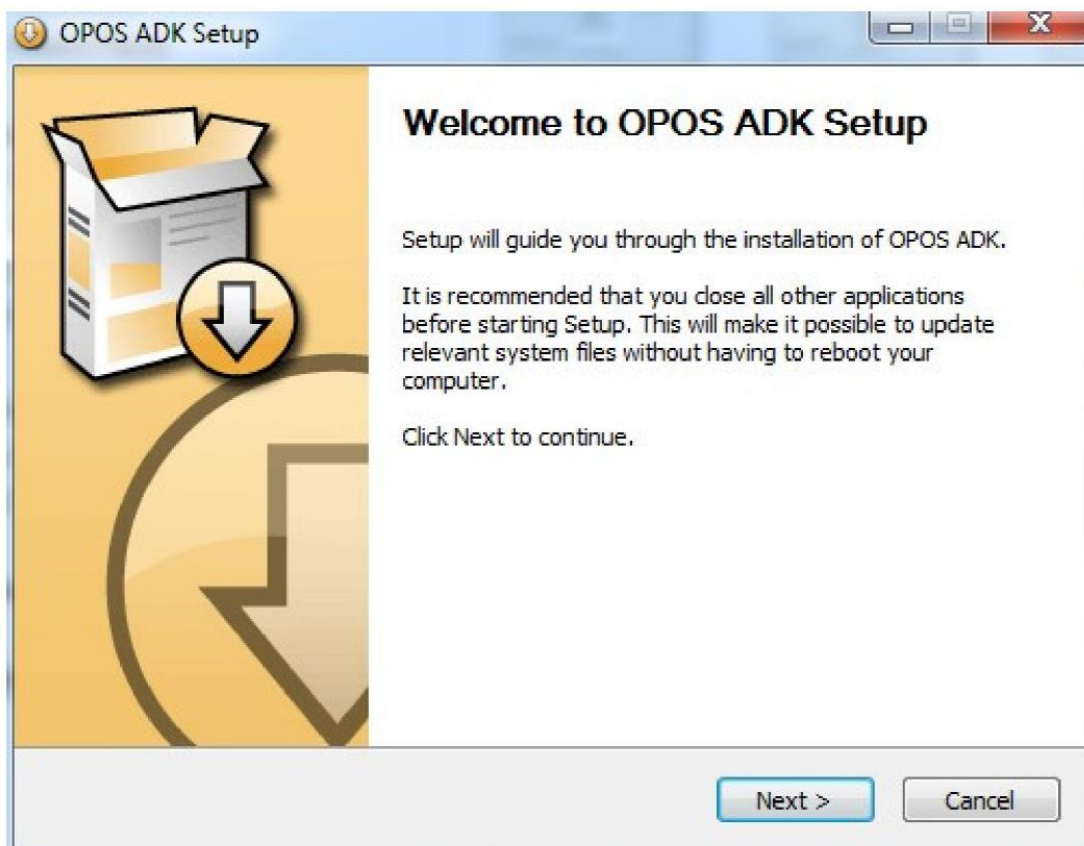 OPOS ADK Setup
Welcome to OPOS ADK Setup
Setup will guide you through the installation of OPOS ADK.
It is recommended that you close all other applications
before starting Setup. This will make it possible to update
relevant system files without having to reboot your
computer.
Click Next to continue.
Next >
Cancel